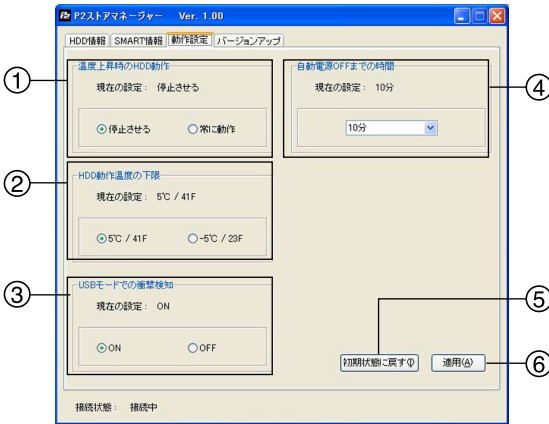 P2ストアマネージャー Ver. 1.00
HDD情報 SMART情報 動作設定 バージョンアップ
① 温度上昇時のHDD動作
現在の設定： 停止させる
停止させる 常に動作
自動電源OFFまでの時間 ④
現在の設定： 10分
10分
② HDD動作温度の下限
現在の設定： 5℃ / 41F
5℃ / 41F -5℃ / 23F
③ USBモードでの衝撃検知
現在の設定： ON
ON OFF
⑤
初期状態に戻す(I) 適用(A) ⑥
接続状態： 接続中